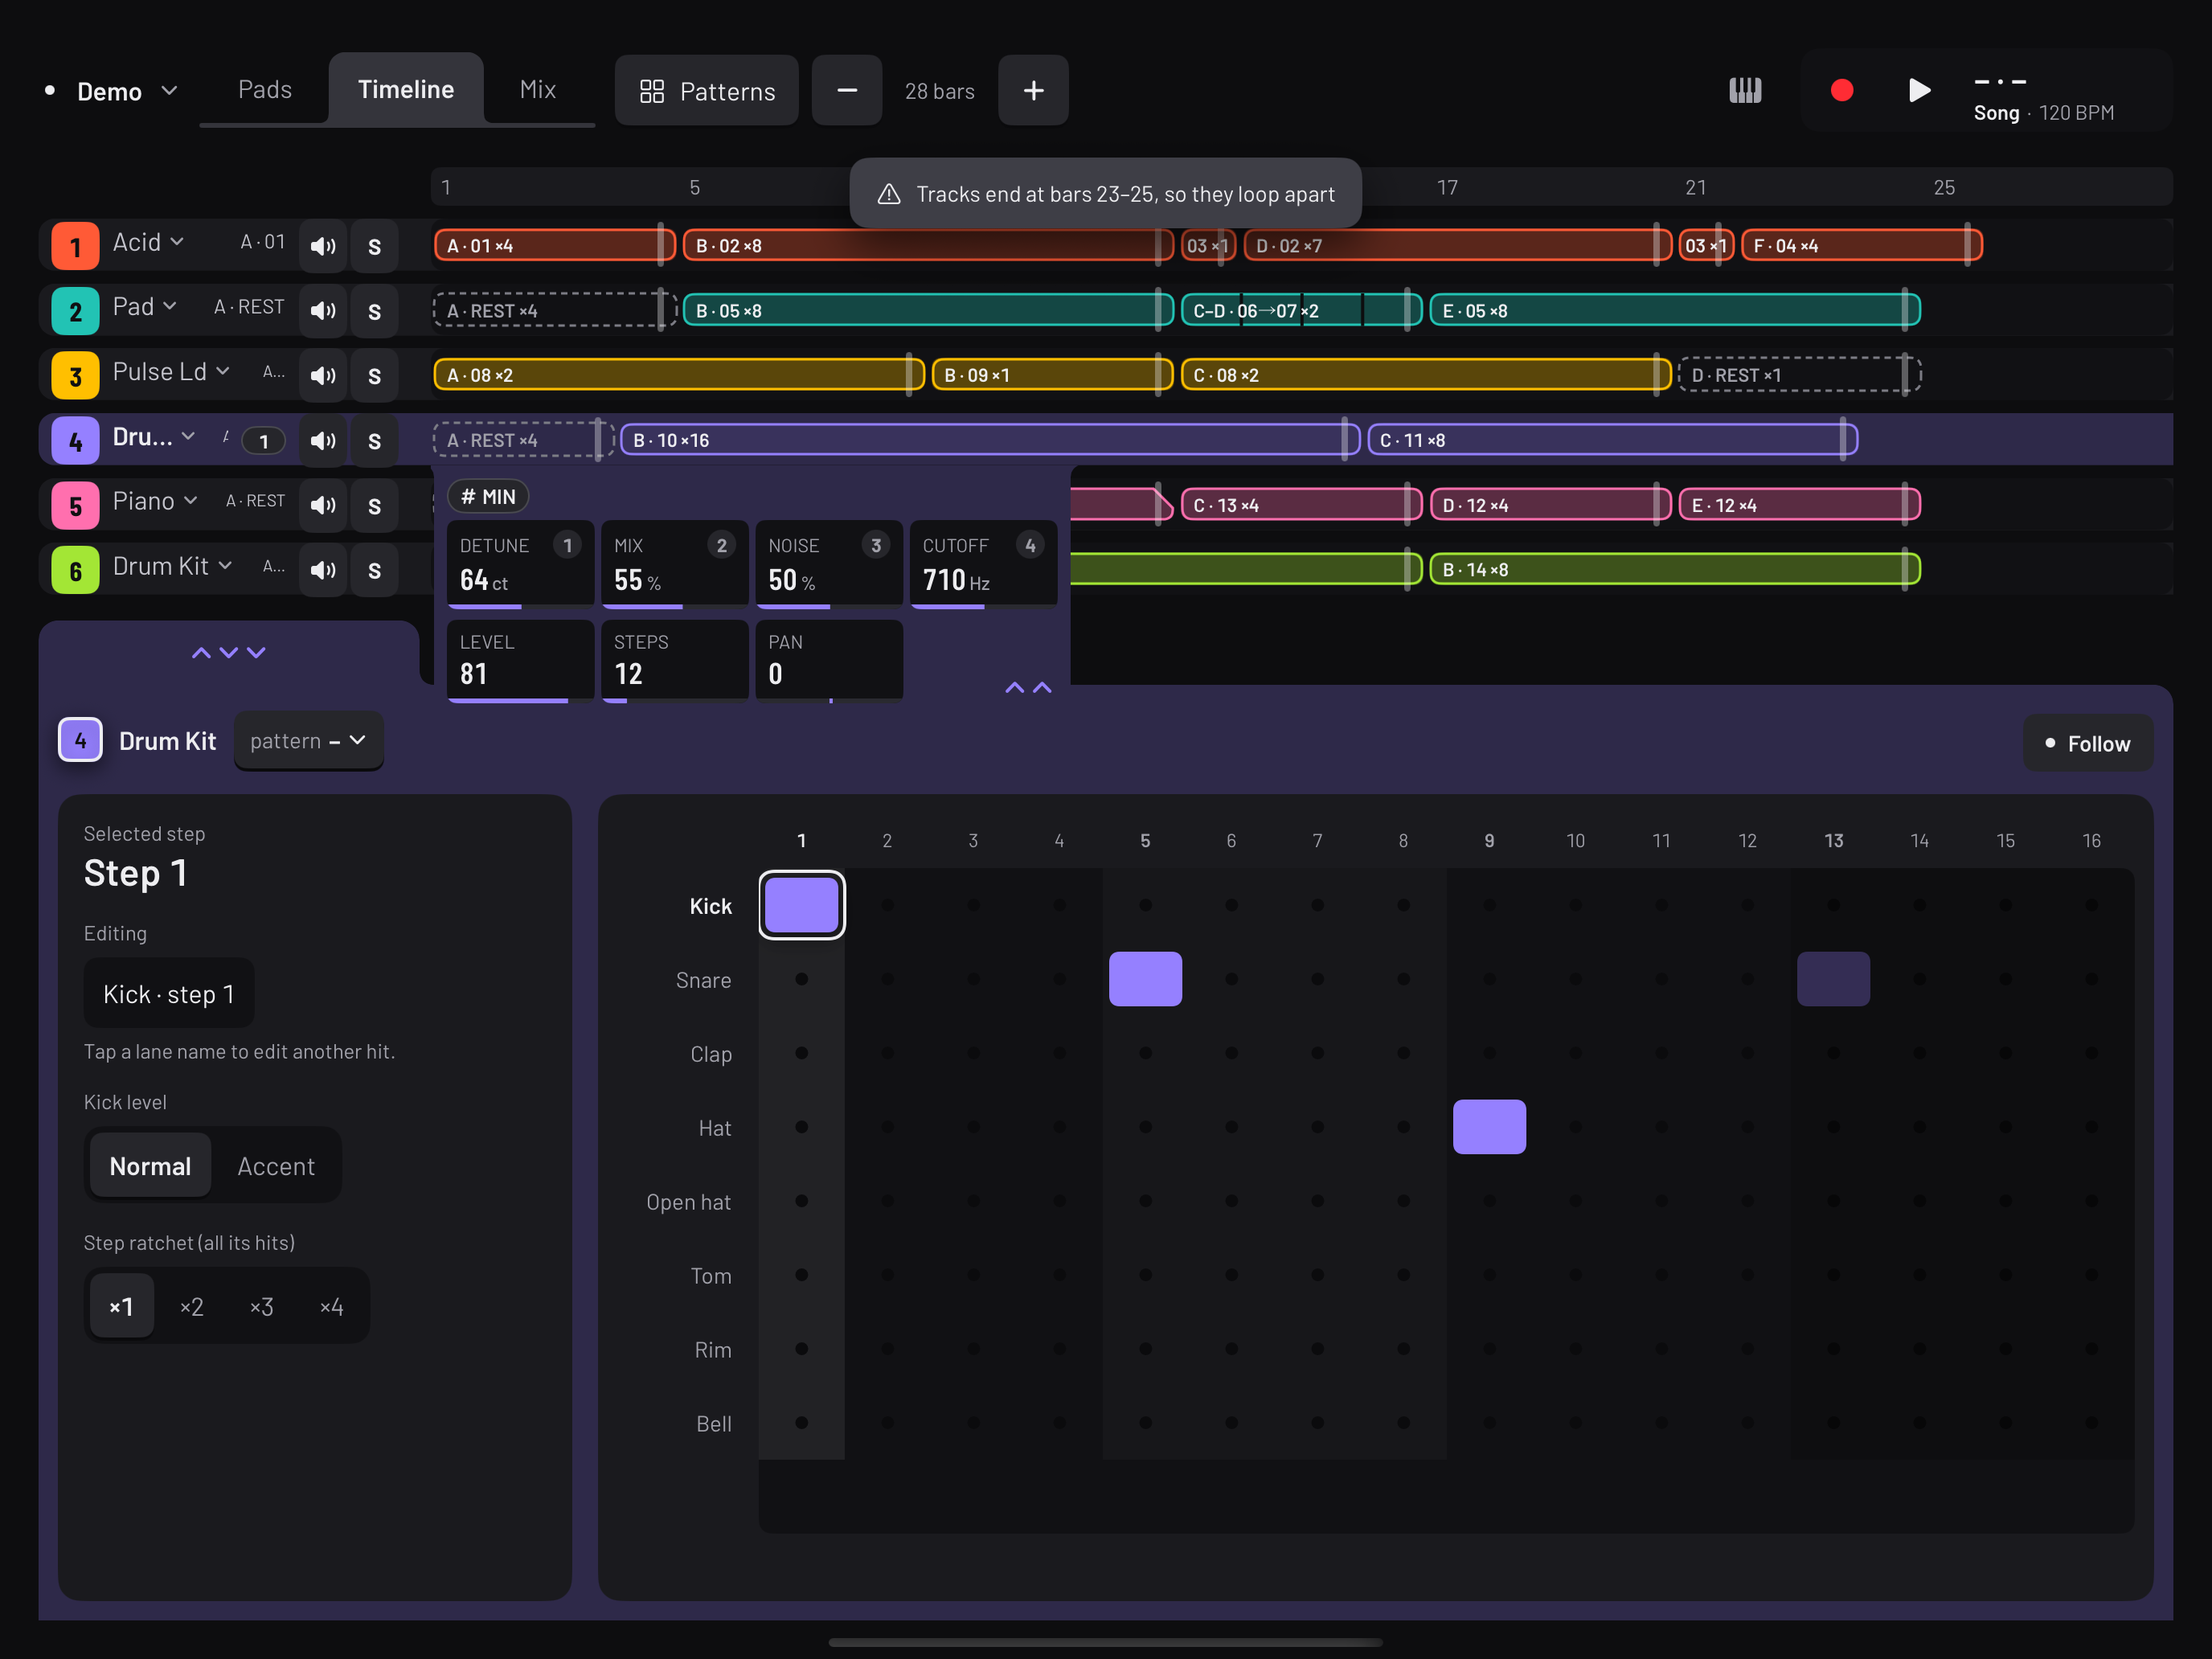 Demo Pads Timeline Mix Patterns − 28 bars +
Song · 120 BPM
1 5 17 21 25
Tracks end at bars 23–25, so they loop apart
1 Acid A · 01 S A · 01 ×4 B · 02 ×8 03 ×1 D · 02 ×7 03 ×1 F · 04 ×4
2 Pad A · REST S A · REST ×4 B · 05 ×8 C–D · 06→07 ×2 E · 05 ×8
3 Pulse Ld A... S A · 08 ×2 B · 09 ×1 C · 08 ×2 D · REST ×1
4 Dru... 1 S A · REST ×4 B · 10 ×16 C · 11 ×8
5 Piano A · REST S C · 13 ×4 D · 12 ×4 E · 12 ×4
6 Drum Kit A... S B · 14 ×8
# MIN
DETUNE 1 MIX 2 NOISE 3 CUTOFF 4
64 ct 55 % 50 % 710 Hz
LEVEL STEPS PAN
81 12 0
4 Drum Kit pattern – Follow
Selected step
Step 1
Editing
Kick · step 1
Tap a lane name to edit another hit.
Kick level
Normal Accent
Step ratchet (all its hits)
×1 ×2 ×3 ×4
1 2 3 4 5 6 7 8 9 10 11 12 13 14 15 16
Kick
Snare
Clap
Hat
Open hat
Tom
Rim
Bell